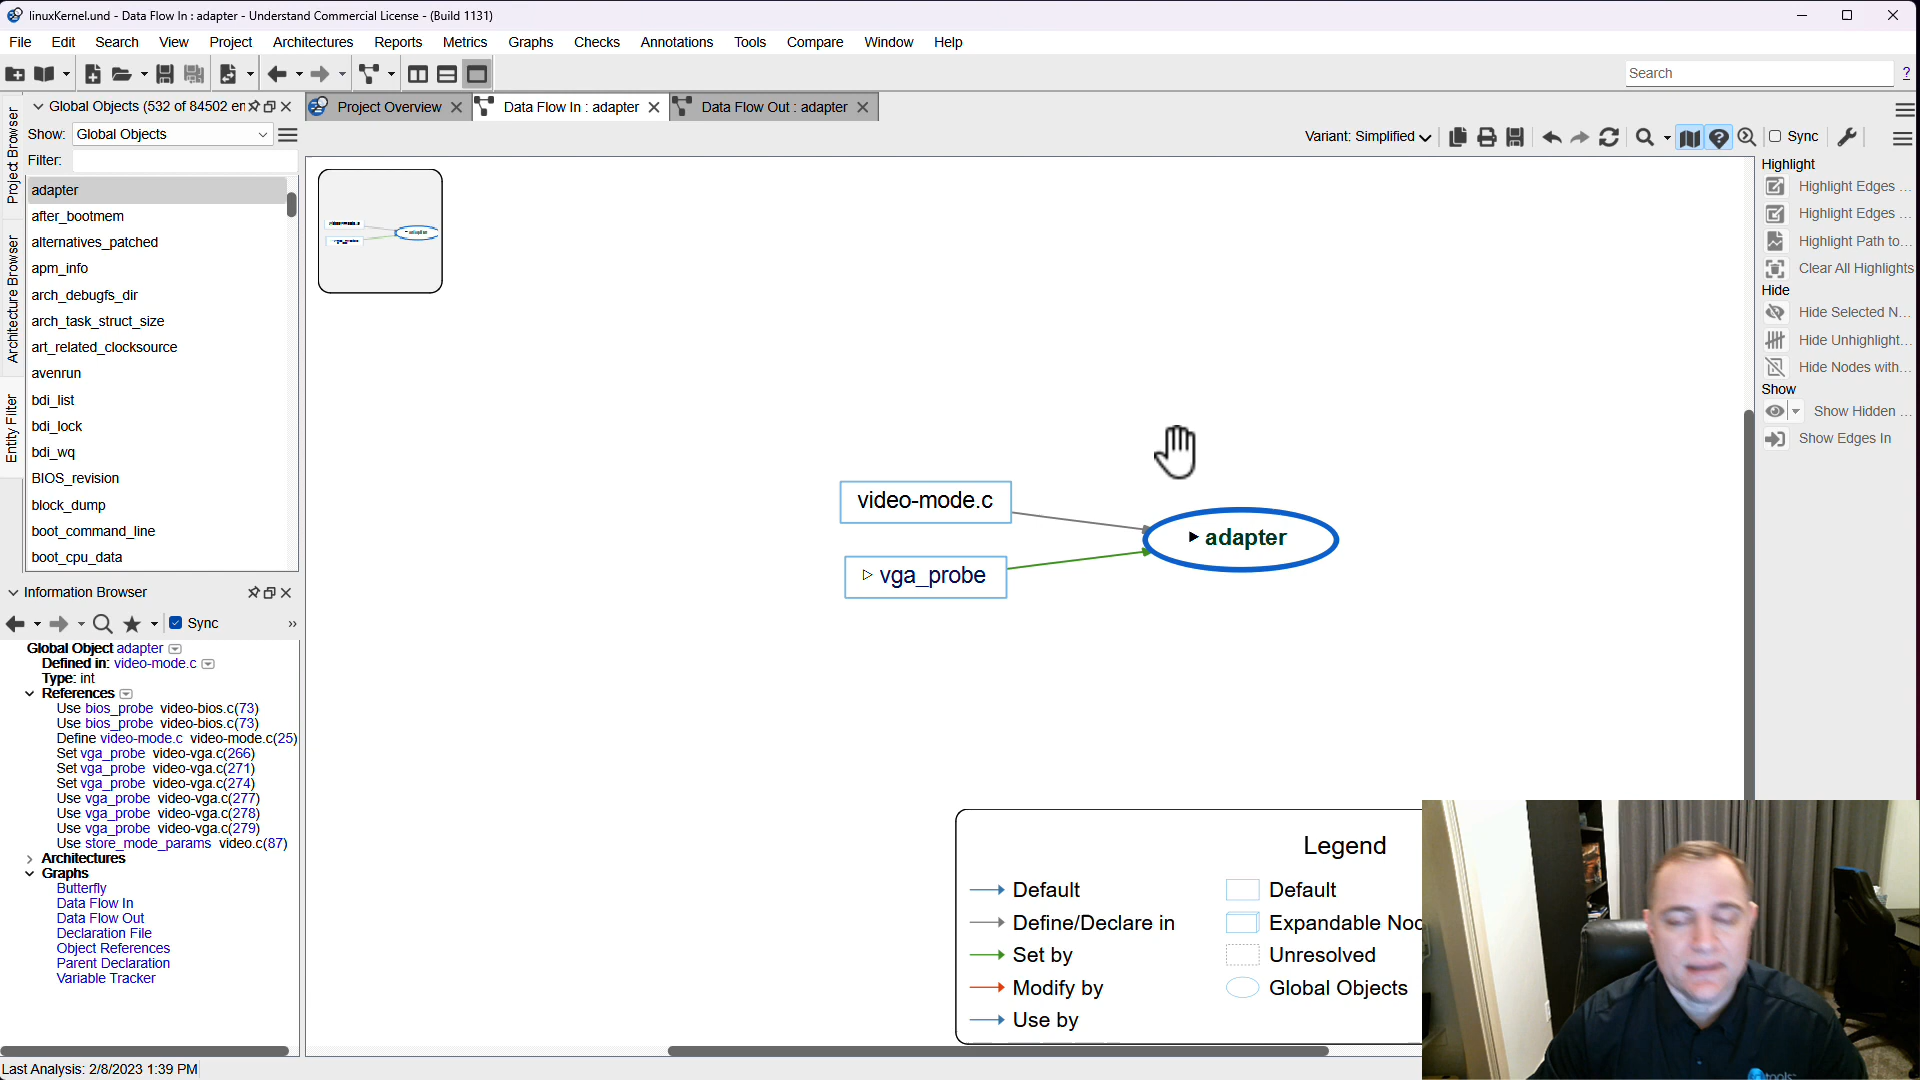 linuxKernel.und - Data Flow In : adapter - Understand Commercial License - (Build 1131)
File Edit Search View Project Architectures Reports Metrics Graphs Checks Annotations Tools Compare Window Help
Search
?
Project Browser
Architecture Browser
Entity Filter
Global Objects (532 of 84502 en
Show: Global Objects
Filter:
adapter
after_bootmem
alternatives_patched
apm_info
arch_debugfs_dir
arch_task_struct_size
art_related_clocksource
avenrun
bdi_list
bdi_lock
bdi_wq
BIOS_revision
block_dump
boot_command_line
boot_cpu_data
Information Browser
Sync
»
Global Object adapter
Defined in: video-mode.c
Type: int
References
Use bios_probe video-bios.c(73)
Use bios_probe video-bios.c(73)
Define video-mode.c video-mode.c(25)
Set vga_probe video-vga.c(266)
Set vga_probe video-vga.c(271)
Set vga_probe video-vga.c(274)
Use vga_probe video-vga.c(277)
Use vga_probe video-vga.c(278)
Use vga_probe video-vga.c(279)
Use store_mode_params video.c(87)
Architectures
Graphs
Butterfly
Data Flow In
Data Flow Out
Declaration File
Object References
Parent Declaration
Variable Tracker
Last Analysis: 2/8/2023 1:39 PM
Project Overview
Data Flow In : adapter
Data Flow Out : adapter
Variant: Simplified
Sync
video-mode.c
vga_probe
adapter
Legend
Default
Define/Declare in
Set by
Modify by
Use by
Default
Expandable Noc
Unresolved
Global Objects
Highlight
Highlight Edges ...
Highlight Edges ...
Highlight Path to...
Clear All Highlights
Hide
Hide Selected N...
Hide Unhighlight...
Hide Nodes with...
Show
Show Hidden ...
Show Edges In